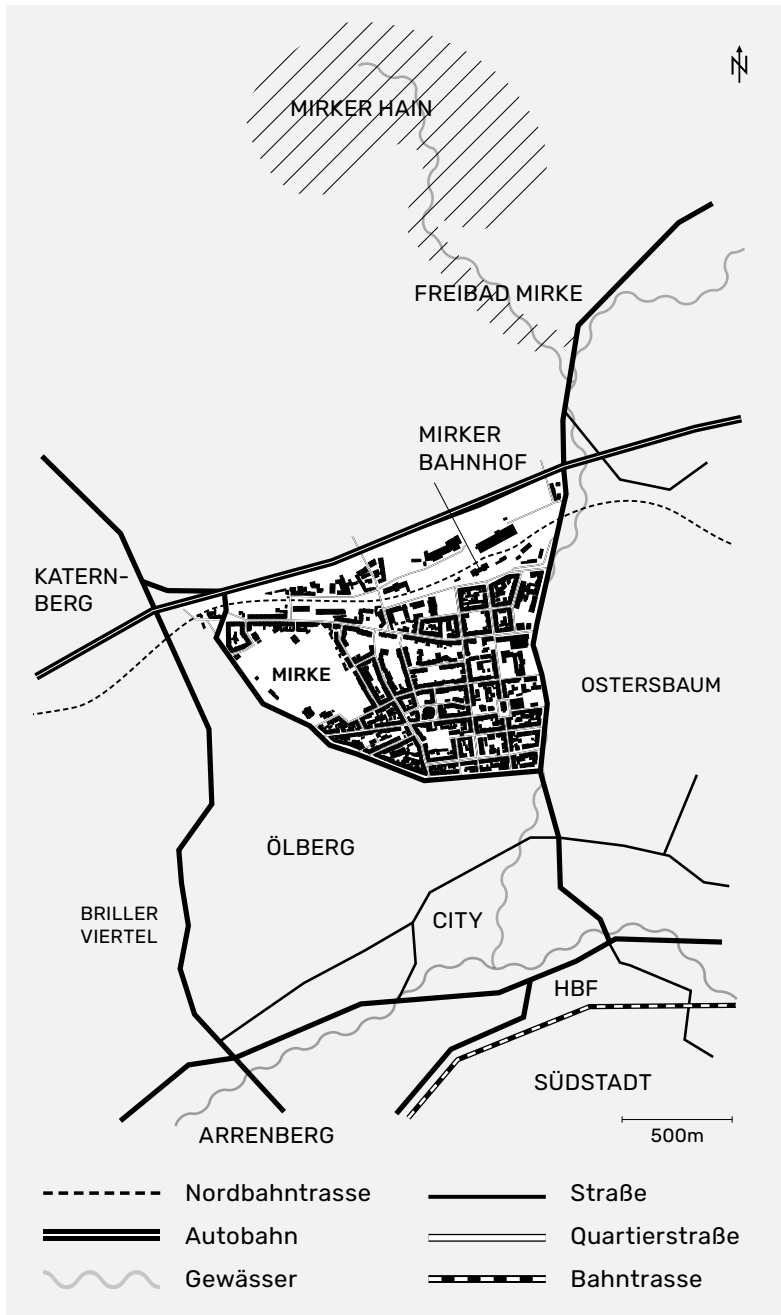 N
MIRKER HAIN
FREIBAD MIRKE
MIRKER
BAHNHOF
KATERN-
BERG
MIRKE
OSTERSBAUM
ÖLBERG
BRILLER
VIERTEL
CITY
HBF
SÜDSTADT
ARRENBERG
500m
Nordbahntrasse
Straße
Autobahn
Quartierstraße
Gewässer
Bahntrasse